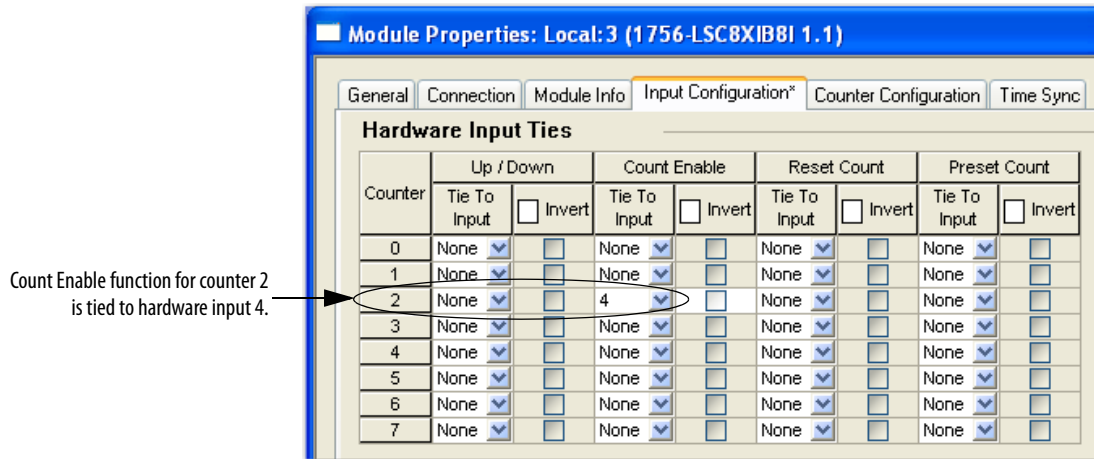 Module Properties: Local:3 (1756-LSC8XIB8I 1.1)
General Connection Module Info Input Configuration* Counter Configuration Time Sync
Hardware Input Ties
Counter Up / Down Count Enable Reset Count Preset Count
Tie To Input Invert Tie To Input Invert Tie To Input Invert Tie To Input Invert
0 None None None None
1 None None None None
Count Enable function for counter 2
is tied to hardware input 4.
2 None 4 None None
3 None None None None
4 None None None None
5 None None None None
6 None None None None
7 None None None None